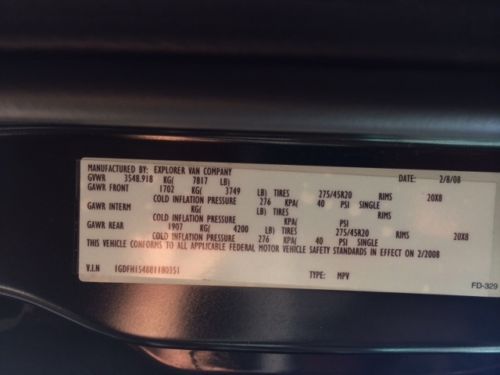 MANUFACTURED BY: EXPLORER VAN COMPANY DATE: 2/8/08
GVWR 3548.918 KG( 7817 LB)
GAWR FRONT 1702 KG( 3749 LB) TIRES 275/45R20 RIMS 20X8
COLD INFLATION PRESSURE 276 KPA( 40 PSI SINGLE
GAWR INTERM KG( LB) TIRES RIMS
COLD INFLATION PRESSURE KPA( PSI
GAWR REAR 1907 KG( 4200 LB) TIRES 275/45R20 RIMS 20X8
COLD INFLATION PRESSURE 276 KPA( 40 PSI SINGLE
THIS VEHICLE CONFORMS TO ALL APPLICABLE FEDERAL MOTOR VEHICLE SAFETY STANDARDS IN EFFECT ON 2/2008
V.I.N 1GDFH154881180351 TYPE: MPV
FD-329